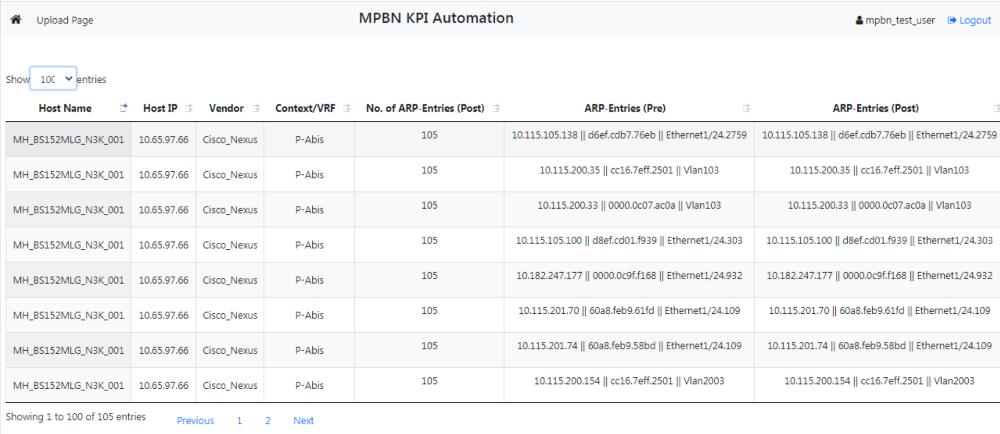 Upload Page MPBN KPI Automation mpbn_test_user Logout
Show 100 entries
Host Name Host IP Vendor Context/VRF No. of ARP-Entries (Post) ARP-Entries (Pre) ARP-Entries (Post)
MH_BS152MLG_N3K_001 10.65.97.66 Cisco_Nexus P-Abis 105 10.115.105.138 || d6ef.cdb7.76eb || Ethernet1/24.2759 10.115.105.138 || d6ef.cdb7.76eb || Ethernet1/24.2759
MH_BS152MLG_N3K_001 10.65.97.66 Cisco_Nexus P-Abis 105 10.115.200.35 || cc16.7eff.2501 || Vlan103 10.115.200.35 || cc16.7eff.2501 || Vlan103
MH_BS152MLG_N3K_001 10.65.97.66 Cisco_Nexus P-Abis 105 10.115.200.33 || 0000.0c07.ac0a || Vlan103 10.115.200.33 || 0000.0c07.ac0a || Vlan103
MH_BS152MLG_N3K_001 10.65.97.66 Cisco_Nexus P-Abis 105 10.115.105.100 || d8ef.cd01.f939 || Ethernet1/24.303 10.115.105.100 || d8ef.cd01.f939 || Ethernet1/24.303
MH_BS152MLG_N3K_001 10.65.97.66 Cisco_Nexus P-Abis 105 10.182.247.177 || 0000.0c9f.f168 || Ethernet1/24.932 10.182.247.177 || 0000.0c9f.f168 || Ethernet1/24.932
MH_BS152MLG_N3K_001 10.65.97.66 Cisco_Nexus P-Abis 105 10.115.201.70 || 60a8.feb9.61fd || Ethernet1/24.109 10.115.201.70 || 60a8.feb9.61fd || Ethernet1/24.109
MH_BS152MLG_N3K_001 10.65.97.66 Cisco_Nexus P-Abis 105 10.115.201.74 || 60a8.feb9.58bd || Ethernet1/24.109 10.115.201.74 || 60a8.feb9.58bd || Ethernet1/24.109
MH_BS152MLG_N3K_001 10.65.97.66 Cisco_Nexus P-Abis 105 10.115.200.154 || cc16.7eff.2501 || Vlan2003 10.115.200.154 || cc16.7eff.2501 || Vlan2003
Showing 1 to 100 of 105 entries Previous 1 2 Next